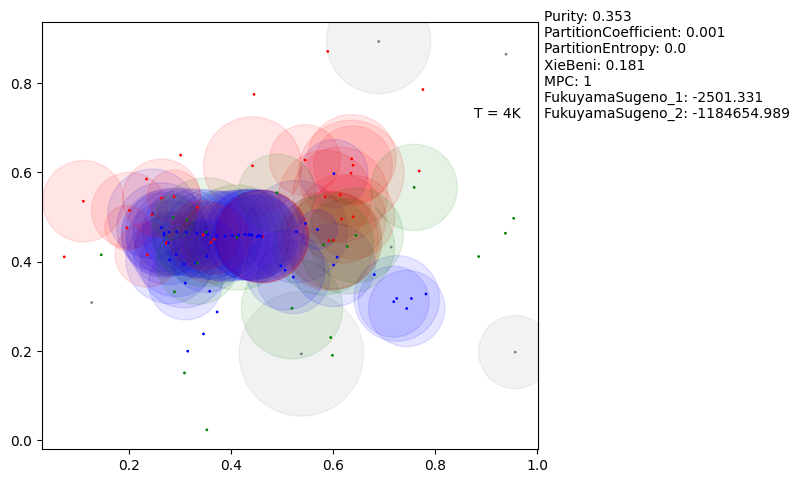 Purity: 0.353
PartitionCoefficient: 0.001
PartitionEntropy: 0.0
XieBeni: 0.181
MPC: 1
FukuyamaSugeno_1: -2501.331
FukuyamaSugeno_2: -1184654.989
T = 4K
0.8
0.6
0.4
0.2
0.0
0.2
0.4
0.6
0.8
1.0